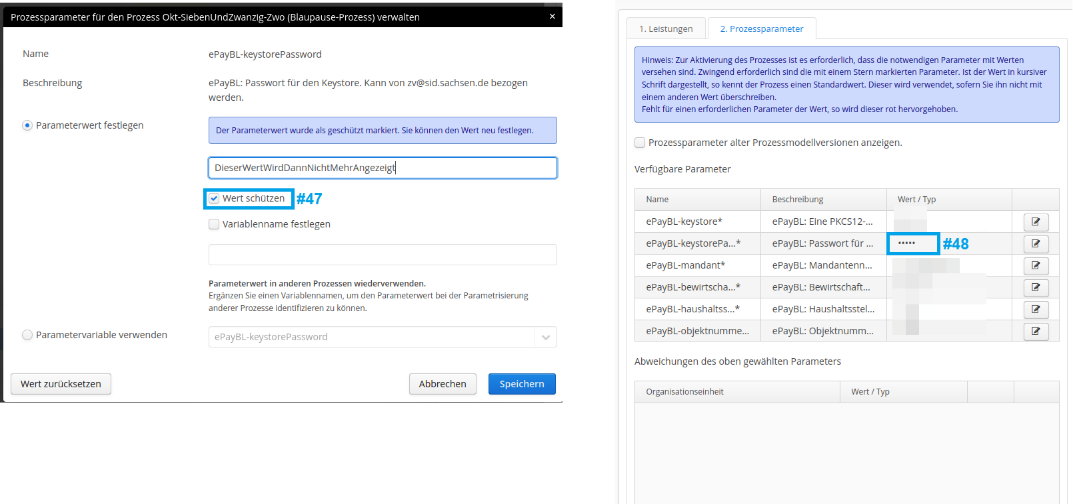 Prozessparameter für den Prozess Okt-SiebenUndZwanzig-Zwo (Blaupause-Prozess) verwalten
×
Name
ePayBL-keystorePassword
Beschreibung
ePayBL: Passwort für den Keystore. Kann von zv@sid.sachsen.de bezogen
werden.
Parameterwert festlegen
Der Parameterwert wurde als geschützt markiert. Sie können den Wert neu festlegen.
DieserWertWirdDannNichtMehrAngezeigt
Wert schützen #47
Variablenname festlegen
Parameterwert in anderen Prozessen wiederverwenden.
Ergänzen Sie einen Variablennamen, um den Parameterwert bei der Parametrisierung
anderer Prozesse identifizieren zu können.
Parametervariable verwenden
ePayBL-keystorePassword
Wert zurücksetzen Abbrechen Speichern
1. Leistungen 2. Prozessparameter
Hinweis: Zur Aktivierung des Prozesses ist es erforderlich, dass die notwendigen Parameter mit Werten
versehen sind. Zwingend erforderlich sind die mit einem Stern markierten Parameter. Ist der Wert in kursiver
Schrift dargestellt, so kennt der Prozess einen Standardwert. Dieser wird verwendet, sofern Sie ihn nicht mit
einem anderen Wert überschreiben.
Fehlt für einen erforderlichen Parameter der Wert, so wird dieser rot hervorgehoben.
Prozessparameter alter Prozessmodellversionen anzeigen.
Verfügbare Parameter
Name Beschreibung Wert / Typ
ePayBL-keystore* ePayBL: Eine PKCS12-...
ePayBL-keystorePa...* ePayBL: Passwort für ... ••••• #48
ePayBL-mandant* ePayBL: Mandantenn...
ePayBL-bewirtscha...* ePayBL: Bewirtschaft...
ePayBL-haushaltss...* ePayBL: Haushaltsstel...
ePayBL-objektnumme...* ePayBL: Objektnumm...
Abweichungen des oben gewählten Parameters
Organisationseinheit Wert / Typ